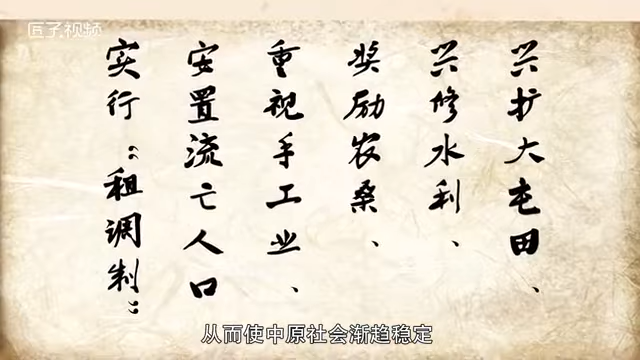 匠子视频
兴扩大屯田、
兴修水利、
奖励农桑、
重视手工业、
安置流亡人口
实行“租调制”
从而使中原社会渐趋稳定